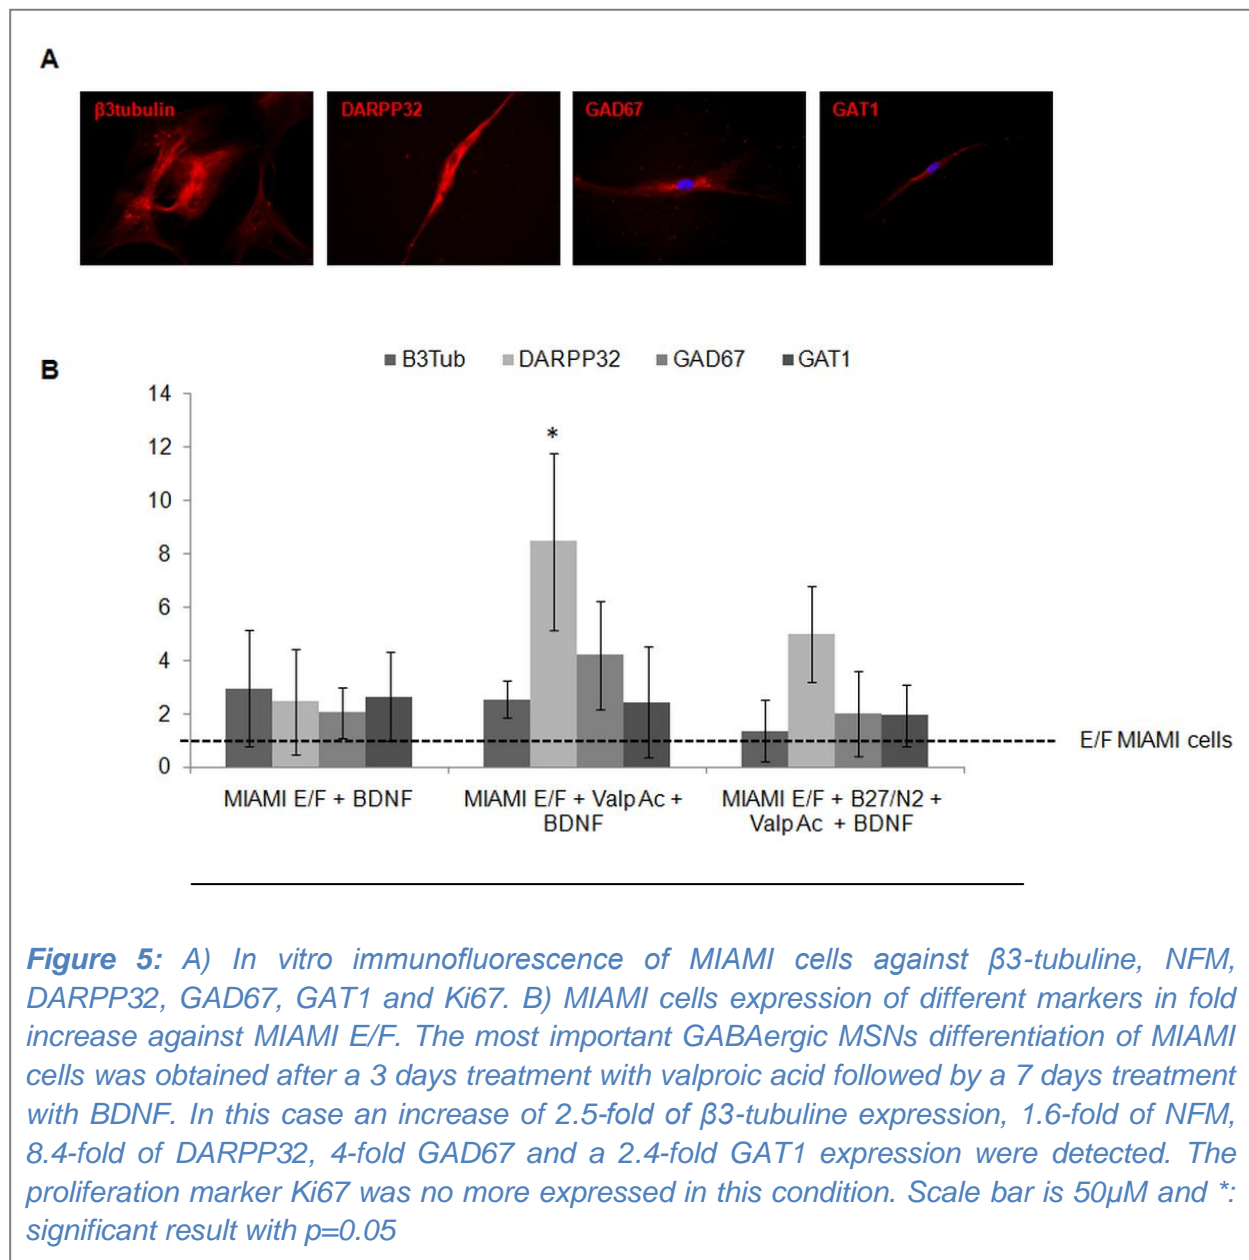 A
β3tubulin DARPP32 GAD67 GAT1
B
B3Tub DARPP32 GAD67 GAT1
14
12
10
8
6
4
2
0
*
E/F MIAMI cells
MIAMI E/F + BDNF
MIAMI E/F + ValpAc +
BDNF
MIAMI E/F + B27/N2 +
ValpAc + BDNF
Figure 5: A) In vitro immunofluorescence of MIAMI cells against β3-tubuline, NFM,
DARPP32, GAD67, GAT1 and Ki67. B) MIAMI cells expression of different markers in fold
increase against MIAMI E/F. The most important GABAergic MSNs differentiation of MIAMI
cells was obtained after a 3 days treatment with valproic acid followed by a 7 days treatment
with BDNF. In this case an increase of 2.5-fold of β3-tubuline expression, 1.6-fold of NFM,
8.4-fold of DARPP32, 4-fold GAD67 and a 2.4-fold GAT1 expression were detected. The
proliferation marker Ki67 was no more expressed in this condition. Scale bar is 50µM and *:
significant result with p=0.05